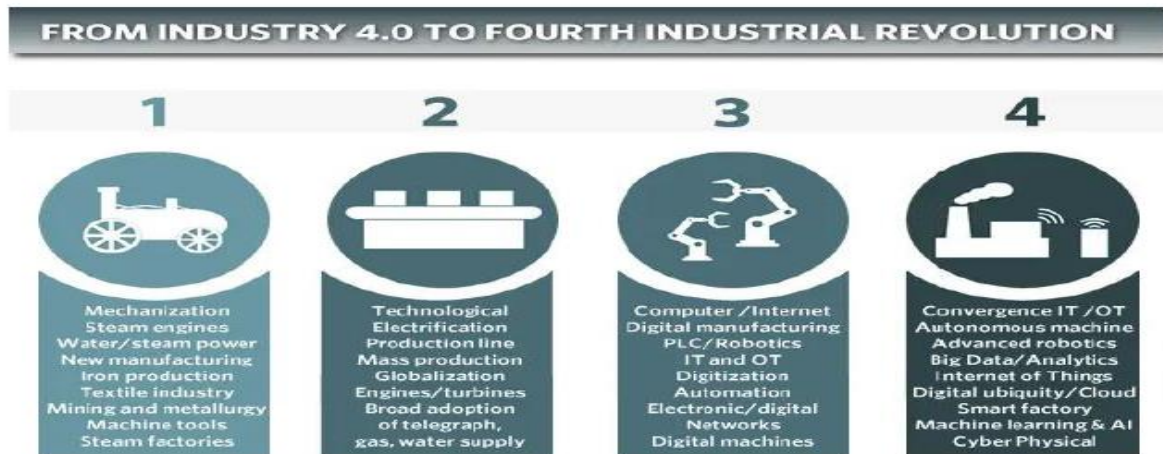 FROM INDUSTRY 4.0 TO FOURTH INDUSTRIAL REVOLUTION
1
2
3
4
Mechanization
Steam engines
Water/steam power
New manufacturing
Iron production
Textile industry
Mining and metallurgy
Machine tools
Steam factories
Technological
Electrification
Production line
Mass production
Globalization
Engines/turbines
Broad adoption
of telegraph,
gas, water supply
Computer /Internet
Digital manufacturing
PLC/Robotics
IT and OT
Digitization
Automation
Electronic/digital
Networks
Digital machines
Convergence IT /OT
Autonomous machine
Advanced robotics
Big Data/Analytics
Internet of Things
Digital ubiquity/Cloud
Smart factory
Machine learning & AI
Cyber Physical